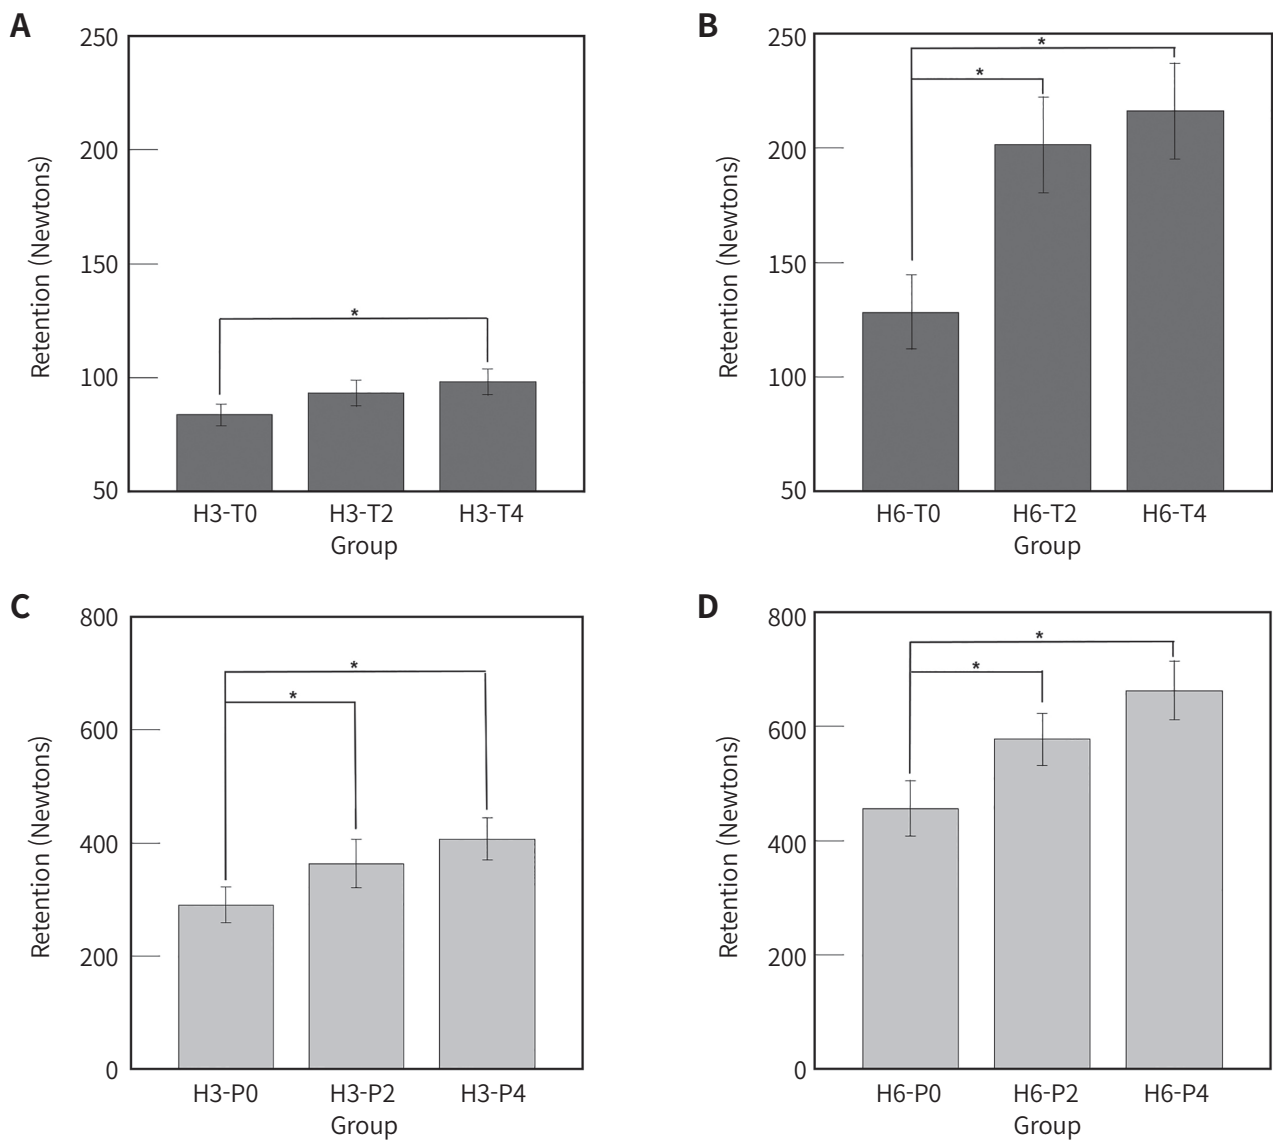 A
Retention (Newtons)
250
200
150
100
50
*
H3-T0 H3-T2 H3-T4
Group
B
Retention (Newtons)
250
200
150
100
50
*
*
H6-T0 H6-T2 H6-T4
Group
C
Retention (Newtons)
800
600
400
200
0
*
*
H3-P0 H3-P2 H3-P4
Group
D
Retention (Newtons)
800
600
400
200
0
*
*
H6-P0 H6-P2 H6-P4
Group